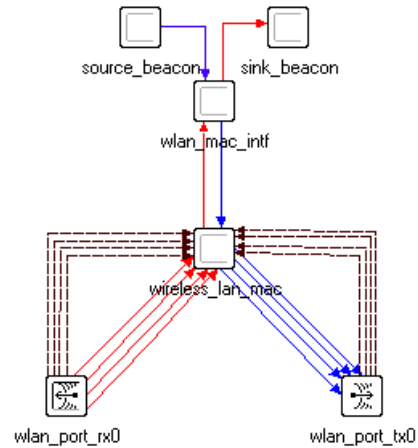 source_beacon
sink_beacon
wlan_mac_intf
wireless_lan_mac
wlan_port_rx0
wlan_port_tx0